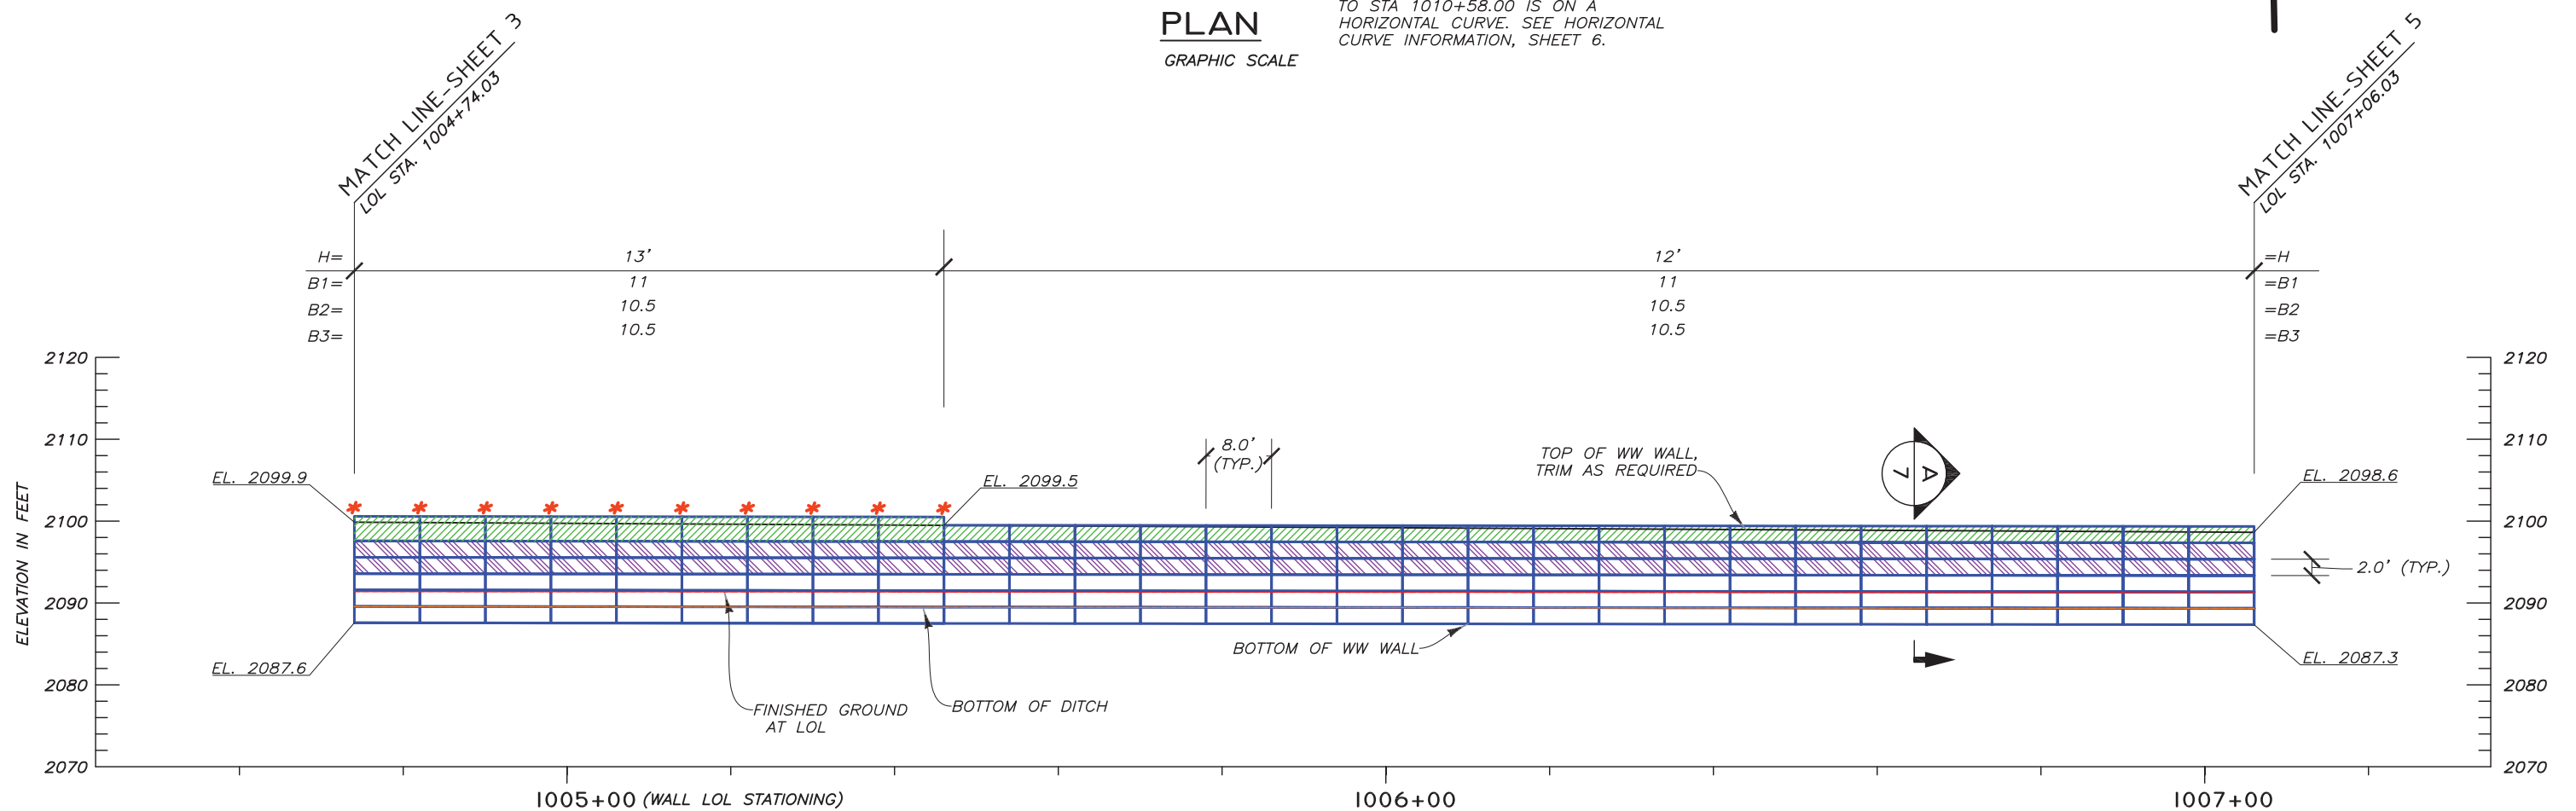 PLAN
GRAPHIC SCALE
TO STA 1010+58.00 IS ON A
HORIZONTAL CURVE. SEE HORIZONTAL
CURVE INFORMATION, SHEET 6.
MATCH LINE-SHEET 3
LOL STA. 1004+74.03
MATCH LINE-SHEET 5
LOL STA. 1007+06.03
H= 13' 12' =H
B1= 11 11 =B1
B2= 10.5 10.5 =B2
B3= 10.5 10.5 =B3
2120 2120
2110 2110
2100 2100
2090 2090
2080 2080
2070 2070
ELEVATION IN FEET
EL. 2099.9
EL. 2099.5
8.0'
(TYP.)
TOP OF WW WALL,
TRIM AS REQUIRED
A
7
EL. 2098.6
* * * * * * * * * *
2.0' (TYP.)
EL. 2087.6
FINISHED GROUND
AT LOL
BOTTOM OF DITCH
BOTTOM OF WW WALL
EL. 2087.3
1005+00 (WALL LOL STATIONING) 1006+00 1007+00